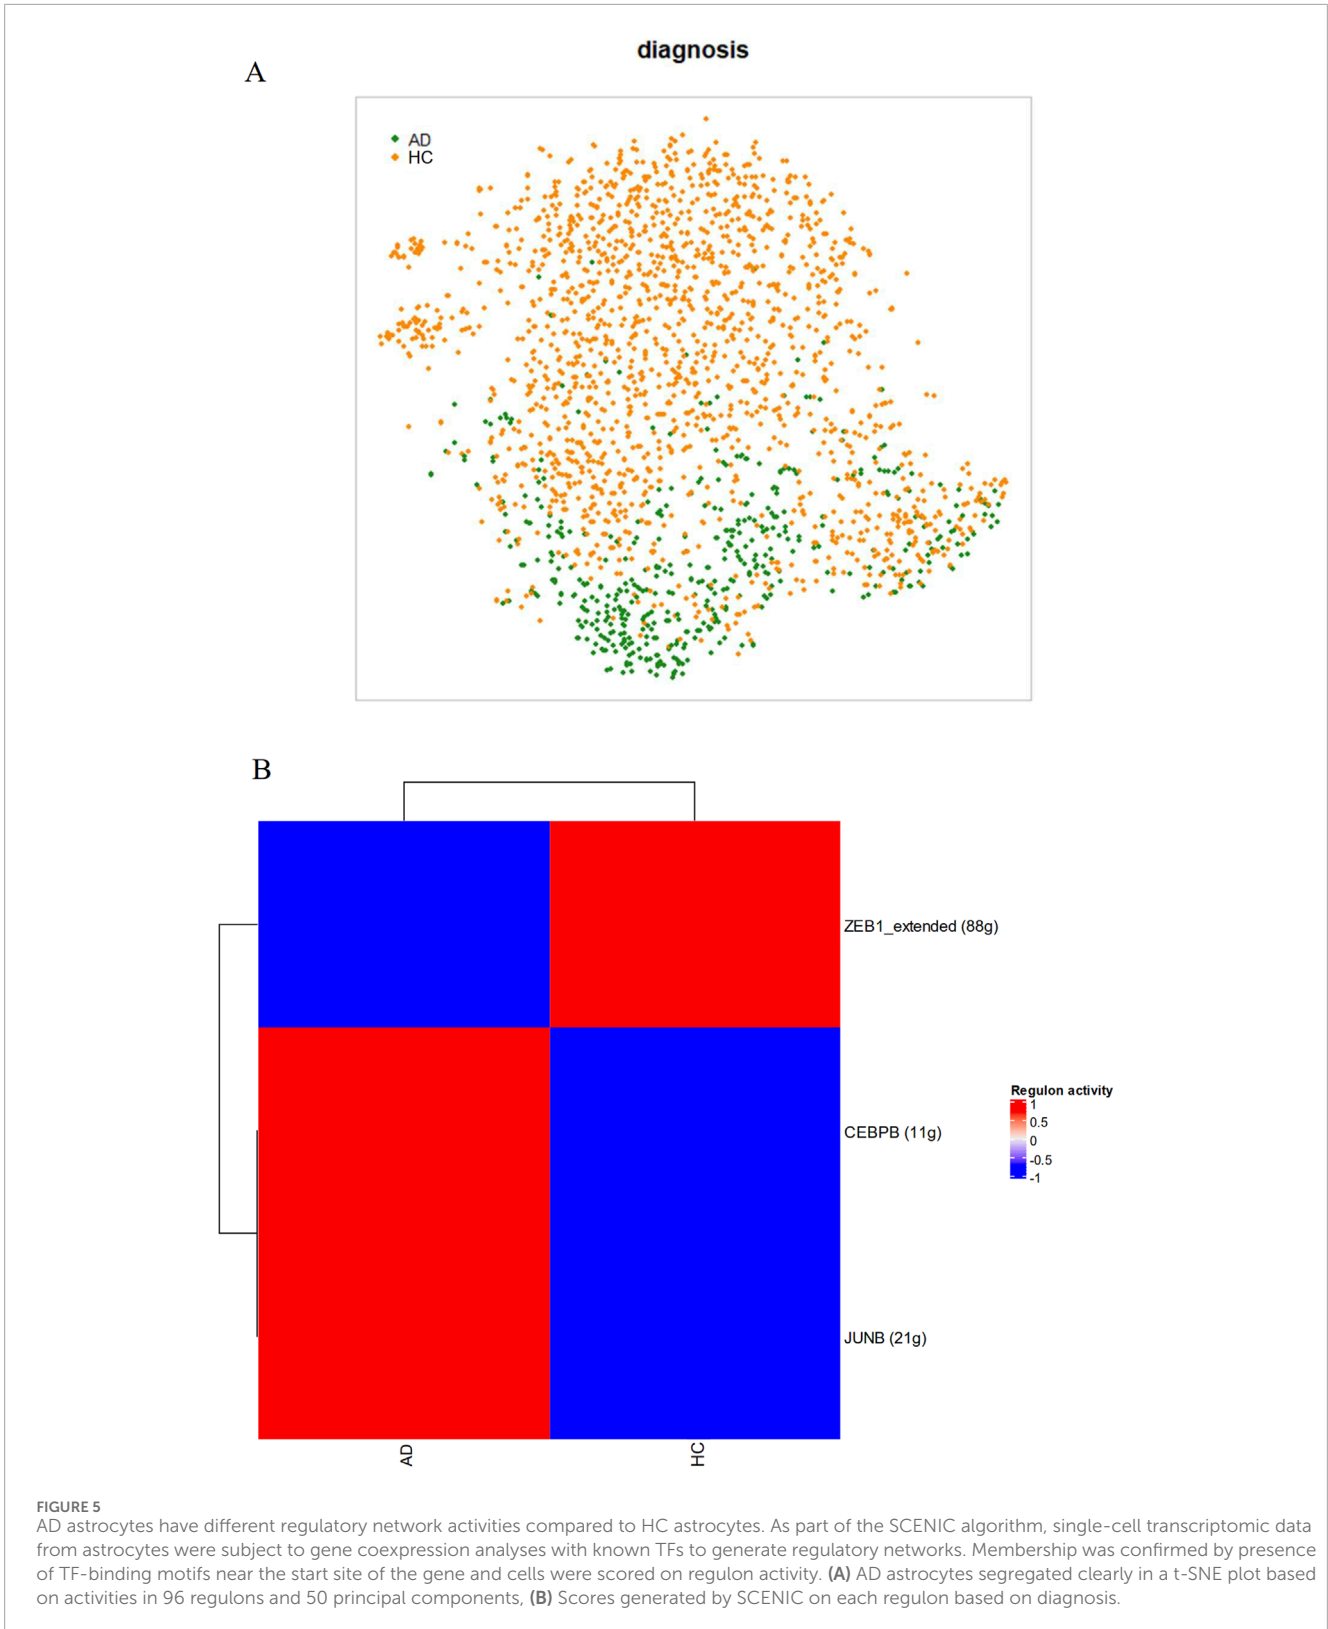 diagnosis
A
AD
HC
B
ZEB1_extended (88g)
CEBPB (11g)
JUNB (21g)
Regulon activity
1
0.5
0
-0.5
-1
AD
HC
FIGURE 5
AD astrocytes have different regulatory network activities compared to HC astrocytes. As part of the SCENIC algorithm, single-cell transcriptomic data
from astrocytes were subject to gene coexpression analyses with known TFs to generate regulatory networks. Membership was confirmed by presence
of TF-binding motifs near the start site of the gene and cells were scored on regulon activity. (A) AD astrocytes segregated clearly in a t-SNE plot based
on activities in 96 regulons and 50 principal components, (B) Scores generated by SCENIC on each regulon based on diagnosis.